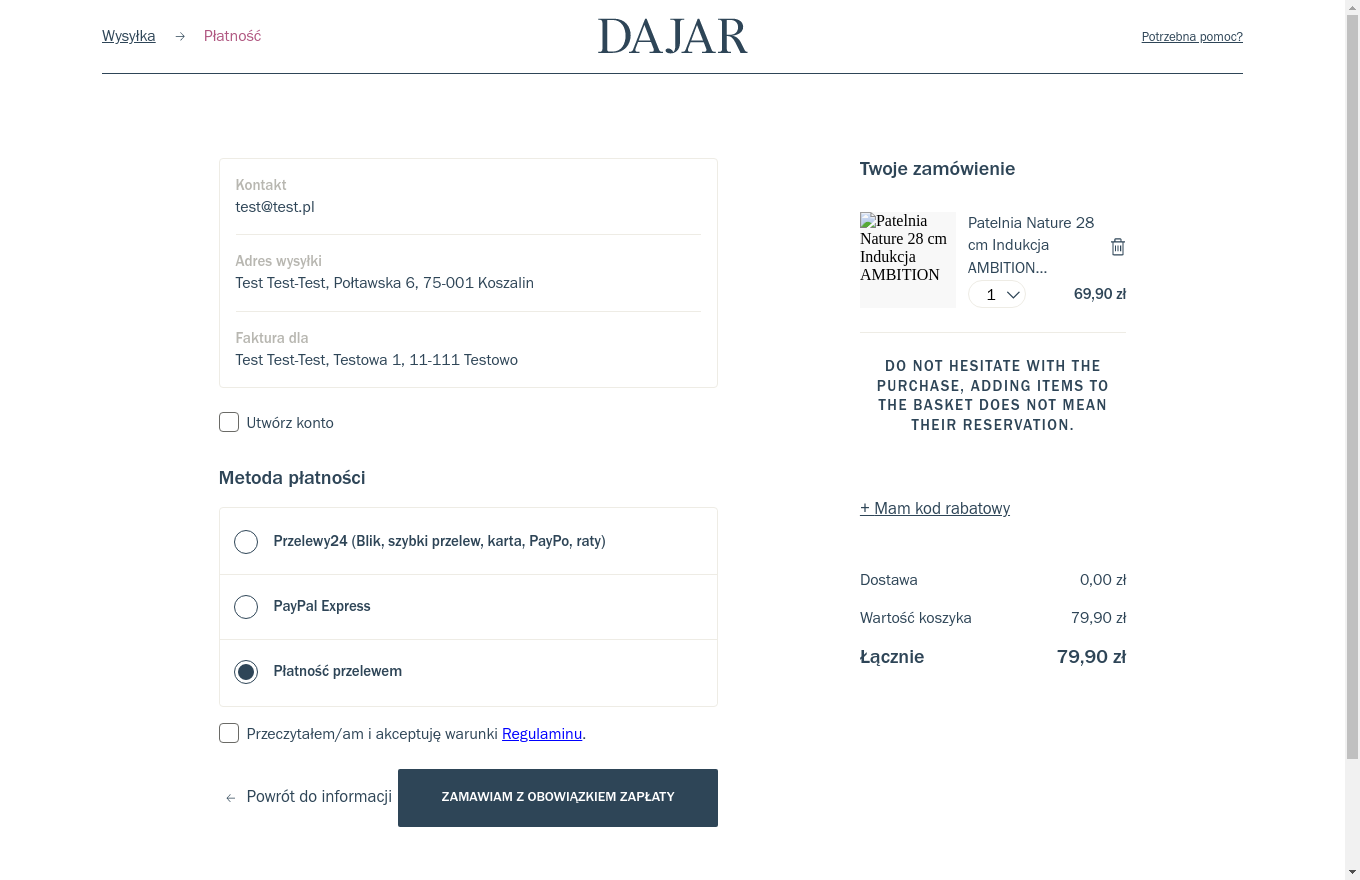 Wysyłka → Płatność
DAJAR
Potrzebna pomoc?
Kontakt
test@test.pl
Adres wysyłki
Test Test-Test, Połtawska 6, 75-001 Koszalin
Faktura dla
Test Test-Test, Testowa 1, 11-111 Testowo
Utwórz konto
Metoda płatności
Przelewy24 (Blik, szybki przelew, karta, PayPo, raty)
PayPal Express
Płatność przelewem
Przeczytałem/am i akceptuję warunki Regulaminu.
← Powrót do informacji
ZAMAWIAM Z OBOWIĄZKIEM ZAPŁATY
Twoje zamówienie
Patelnia
Nature 28 cm
Indukcja
AMBITION
Patelnia Nature 28
cm Indukcja
AMBITION...
1
69,90 zł
DO NOT HESITATE WITH THE
PURCHASE, ADDING ITEMS TO
THE BASKET DOES NOT MEAN
THEIR RESERVATION.
+ Mam kod rabatowy
Dostawa 0,00 zł
Wartość koszyka 79,90 zł
Łącznie 79,90 zł